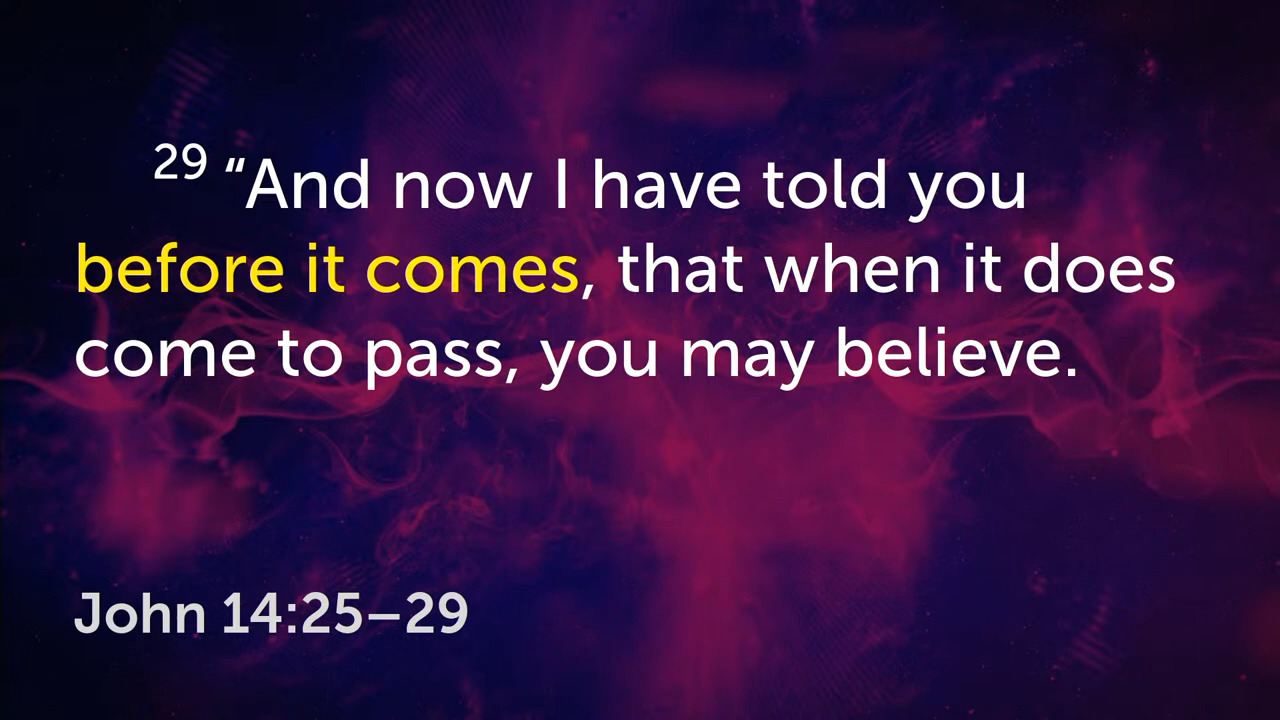 29 “And now I have told you
before it comes, that when it does
come to pass, you may believe.
John 14:25–29